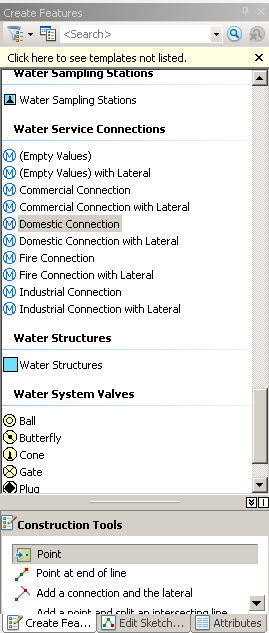 Create Features
<Search>
Click here to see templates not listed.
Water Sampling Stations
Water Sampling Stations
Water Service Connections
(Empty Values)
(Empty Values) with Lateral
Commercial Connection
Commercial Connection with Lateral
Domestic Connection
Domestic Connection with Lateral
Fire Connection
Fire Connection with Lateral
Industrial Connection
Industrial Connection with Lateral
Water Structures
Water Structures
Water System Valves
Ball
Butterfly
Cone
Gate
Plug
Construction Tools
Point
Point at end of line
Add a connection and the lateral
Add a point and split an intersecting line
Create Fea...
Edit Sketch...
Attributes